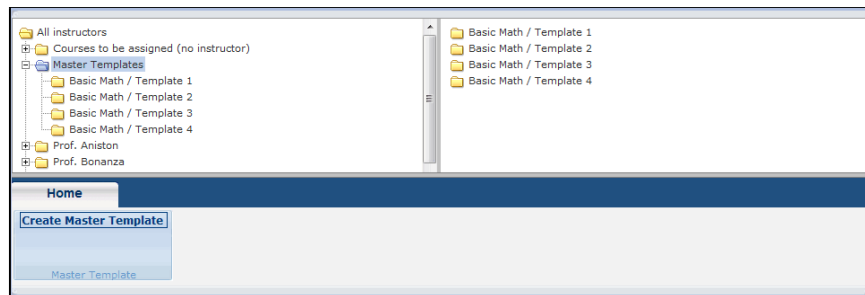 All instructors
Courses to be assigned (no instructor)
Master Templates
Basic Math / Template 1
Basic Math / Template 2
Basic Math / Template 3
Basic Math / Template 4
Prof. Aniston
Prof. Bonanza
Basic Math / Template 1
Basic Math / Template 2
Basic Math / Template 3
Basic Math / Template 4
Home
Create Master Template
Master Template